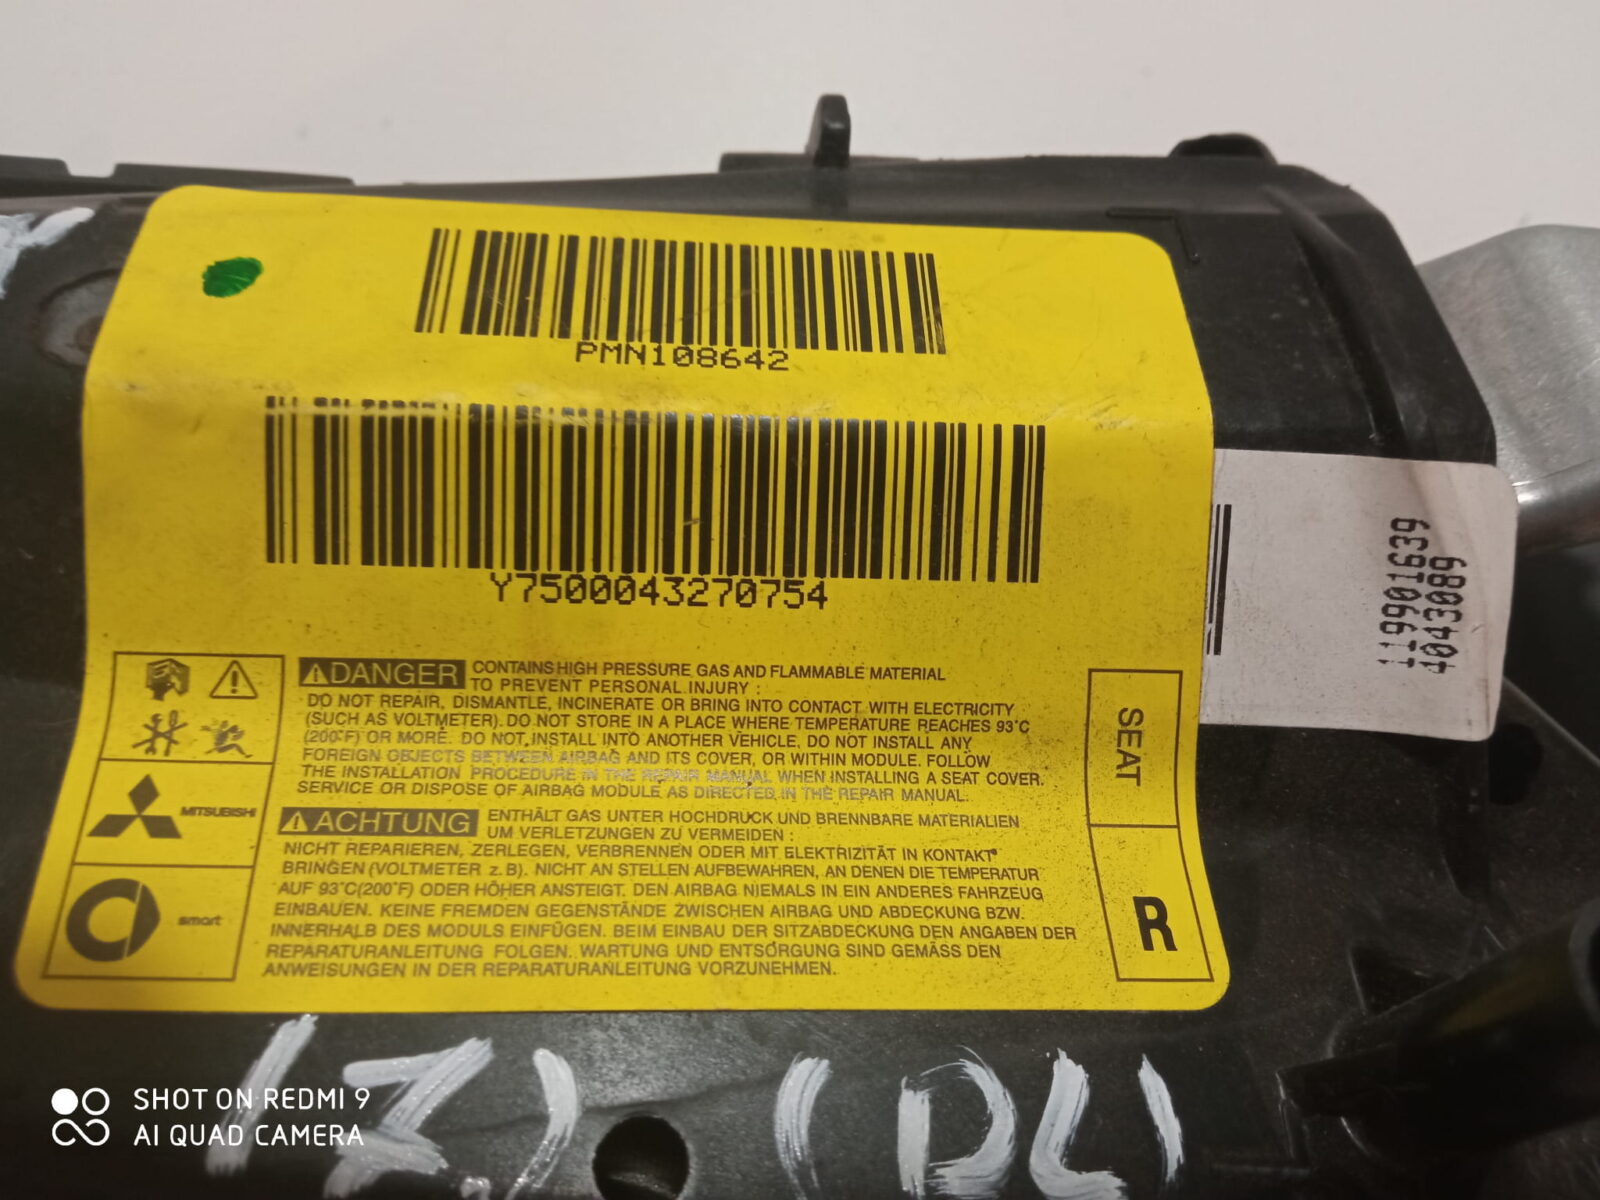 PMN108642
Y7500043270754
DANGER CONTAINS HIGH PRESSURE GAS AND FLAMMABLE MATERIAL
TO PREVENT PERSONAL INJURY :
DO NOT REPAIR, DISMANTLE, INCINERATE OR BRING INTO CONTACT WITH ELECTRICITY
(SUCH AS VOLTMETER). DO NOT STORE IN A PLACE WHERE TEMPERATURE REACHES 93°C
(200°F) OR MORE. DO NOT INSTALL INTO ANOTHER VEHICLE, DO NOT INSTALL ANY
FOREIGN OBJECTS BETWEEN AIRBAG AND ITS COVER, OR WITHIN MODULE. FOLLOW
THE INSTALLATION PROCEDURE IN THE REPAIR MANUAL WHEN INSTALLING A SEAT COVER.
SERVICE OR DISPOSE OF AIRBAG MODULE AS DIRECTED IN THE REPAIR MANUAL.
MITSUBISHI
ACHTUNG ENTHÄLT GAS UNTER HOCHDRUCK UND BRENNBARE MATERIALIEN
UM VERLETZUNGEN ZU VERMEIDEN :
NICHT REPARIEREN, ZERLEGEN, VERBRENNEN ODER MIT ELEKTRIZITÄT IN KONTAKT
BRINGEN (VOLTMETER z. B). NICHT AN STELLEN AUFBEWAHREN, AN DENEN DIE TEMPERATUR
AUF 93°C(200°F) ODER HÖHER ANSTEIGT. DEN AIRBAG NIEMALS IN EIN ANDERES FAHRZEUG
EINBAUEN. KEINE FREMDEN GEGENSTÄNDE ZWISCHEN AIRBAG UND ABDECKUNG BZW.
INNERHALB DES MODULS EINFÜGEN. BEIM EINBAU DER SITZABDECKUNG DEN ANGABEN DER
REPARATURANLEITUNG FOLGEN. WARTUNG UND ENTSORGUNG SIND GEMÄSS DEN
ANWEISUNGEN IN DER REPARATURANLEITUNG VORZUNEHMEN.
smart
SEAT
R
119901639
4043089
SHOT ON REDMI 9
AI QUAD CAMERA